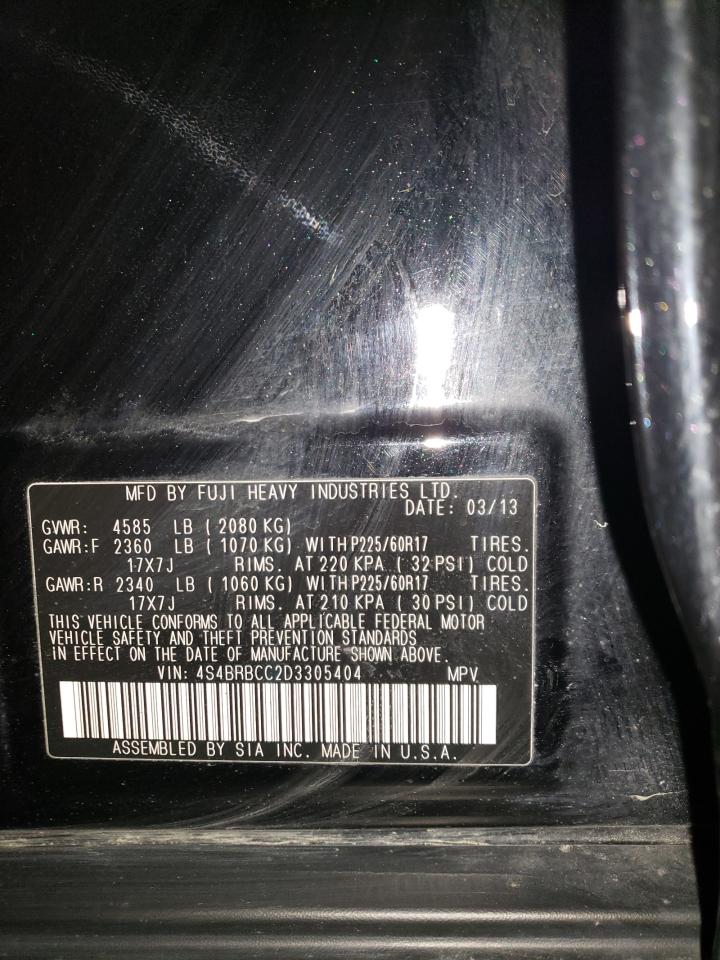 MFD BY FUJI HEAVY INDUSTRIES LTD.
DATE: 03/13
GVWR: 4585 LB ( 2080 KG)
GAWR:F 2360 LB ( 1070 KG) WITH P225/60R17 TIRES.
17X7J RIMS. AT 220 KPA ( 32 PSI) COLD
GAWR:R 2340 LB ( 1060 KG) WITH P225/60R17 TIRES.
17X7J RIMS. AT 210 KPA ( 30 PSI) COLD
THIS VEHICLE CONFORMS TO ALL APPLICABLE FEDERAL MOTOR
VEHICLE SAFETY AND THEFT PREVENTION STANDARDS
IN EFFECT ON THE DATE OF MANUFACTURE SHOWN ABOVE.
VIN: 4S4BRBCC2D3305404 MPV
ASSEMBLED BY SIA INC. MADE IN U.S.A.